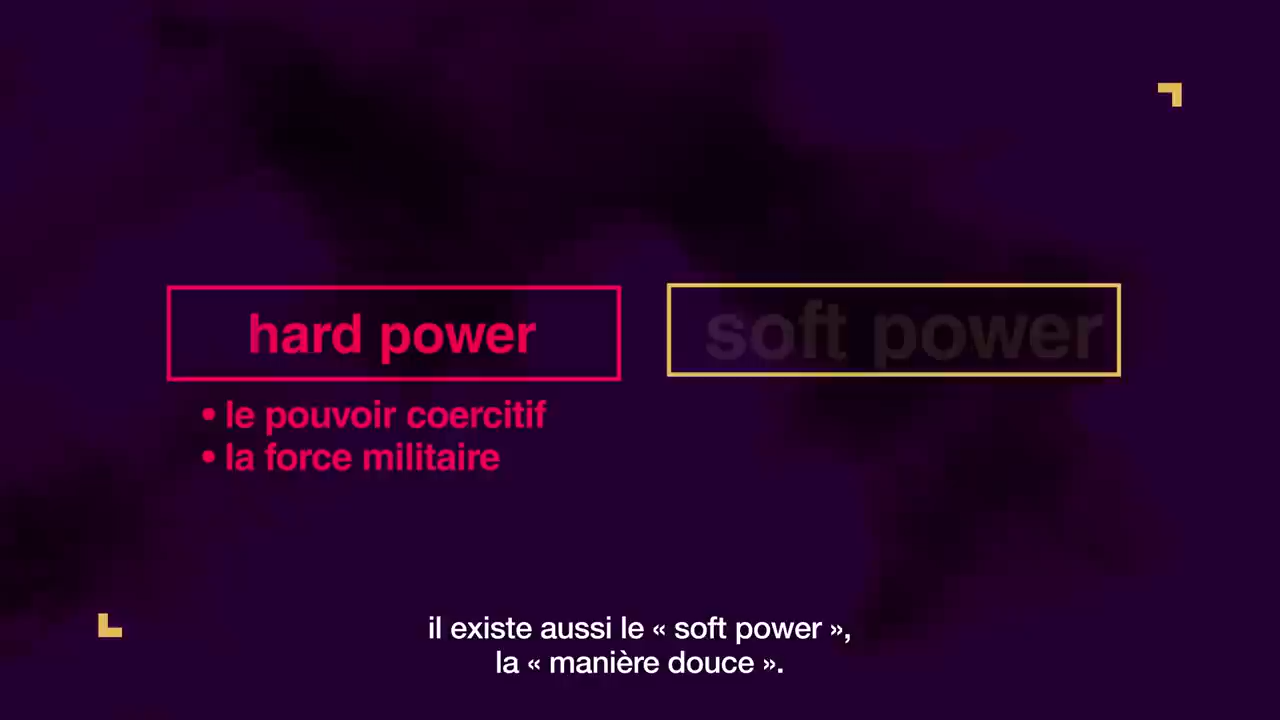 hard power
soft power
• le pouvoir coercitif
• la force militaire
il existe aussi le « soft power »,
la « manière douce ».